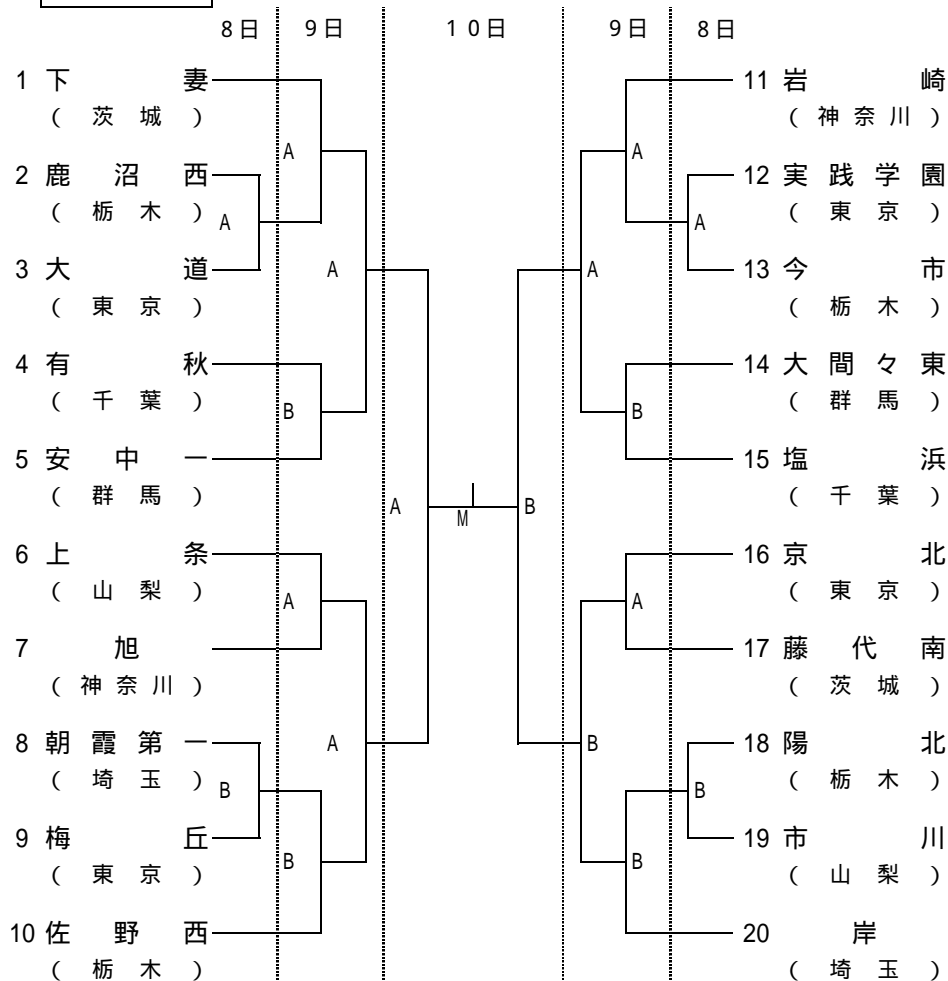 8日 9日 10日 9日 8日
1 下妻
(茨城)
2 鹿沼西
(栃木)
3 大道
(東京)
4 有秋
(千葉)
5 安中一
(群馬)
6 上条
(山梨)
7 旭
(神奈川)
8 朝霞第一
(埼玉)
9 梅丘
(東京)
10 佐野西
(栃木)
A
B
A
B
A
B
A
A
A
M
B
A
B
A
B
A
B
A
B
11 岩崎
(神奈川)
12 実践学園
(東京)
13 今市
(栃木)
14 大間々東
(群馬)
15 塩浜
(千葉)
16 京北
(東京)
17 藤代南
(茨城)
18 陽北
(栃木)
19 市川
(山梨)
20 岸
(埼玉)